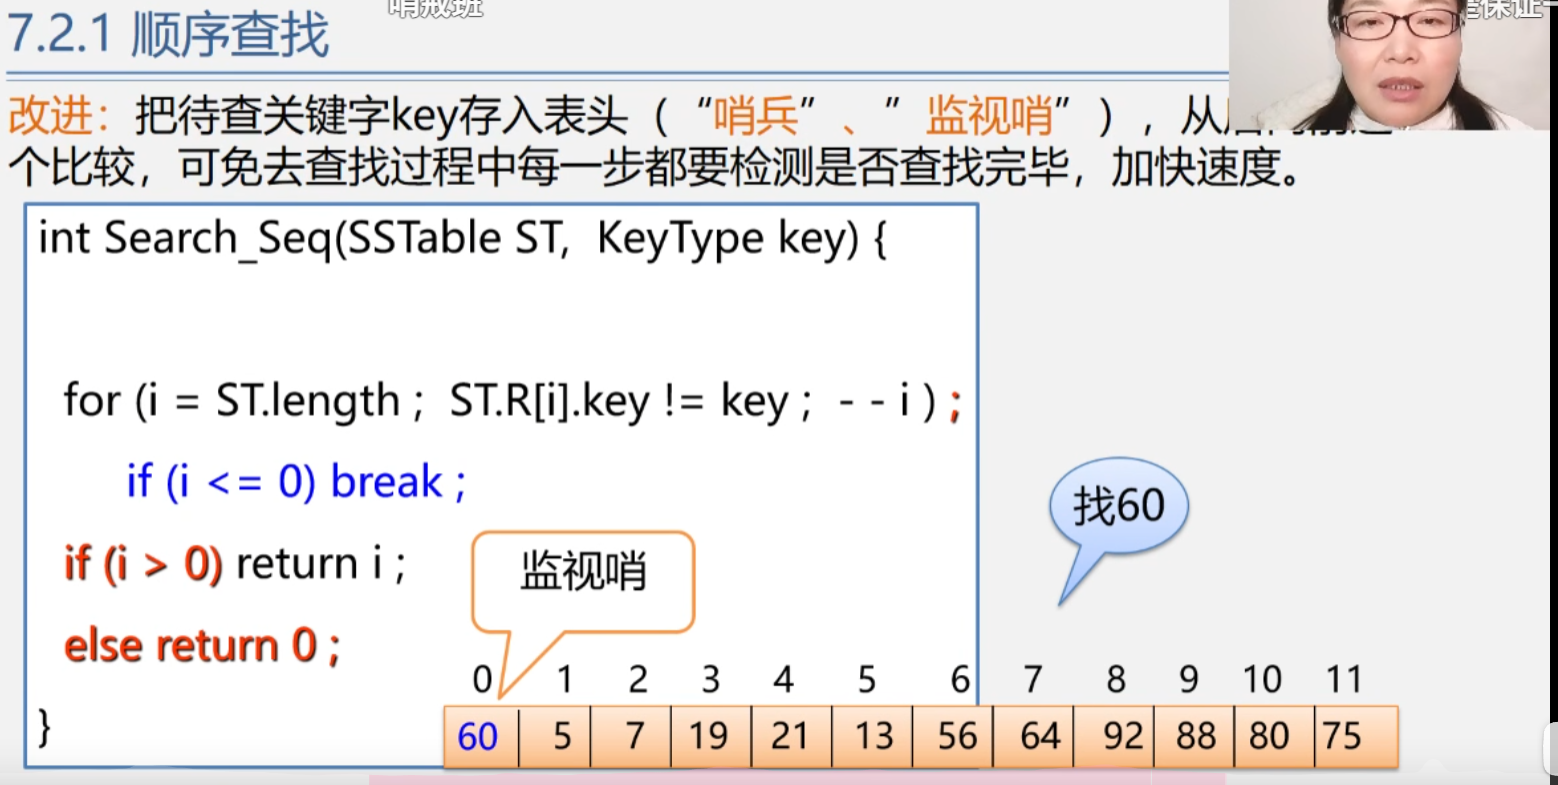 哨戒班
7.2.1 顺序查找
改进：把待查关键字key存入表头（“哨兵”、”监视哨”），从
个比较，可免去查找过程中每一步都要检测是否查找完毕，加快速度。
int Search_Seq(SSTable ST, KeyType key) {
for (i = ST.length ; ST.R[i].key != key ; - - i ) ;
if (i <= 0) break ;
找60
if (i > 0) return i ;
监视哨
else return 0 ;
0 1 2 3 4 5 6 7 8 9 10 11
}
60 5 7 19 21 13 56 64 92 88 80 75